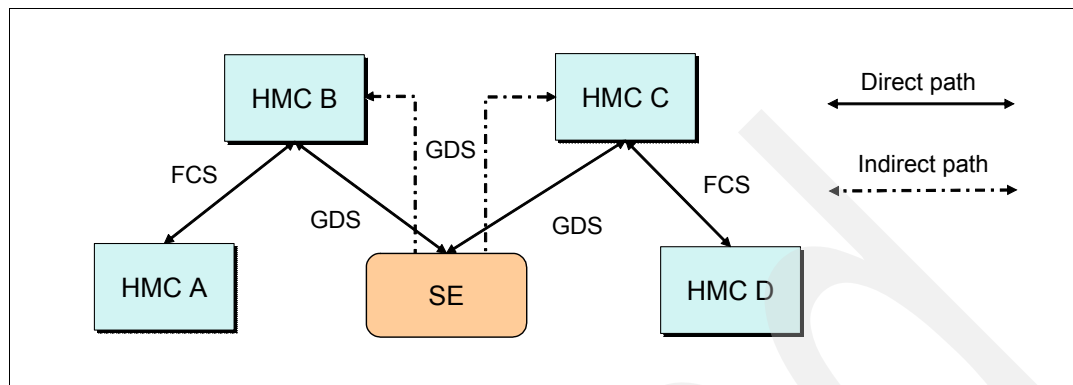 HMC B
HMC C
Direct path
GDS
Indirect path
FCS
FCS
GDS
GDS
HMC A
SE
HMC D